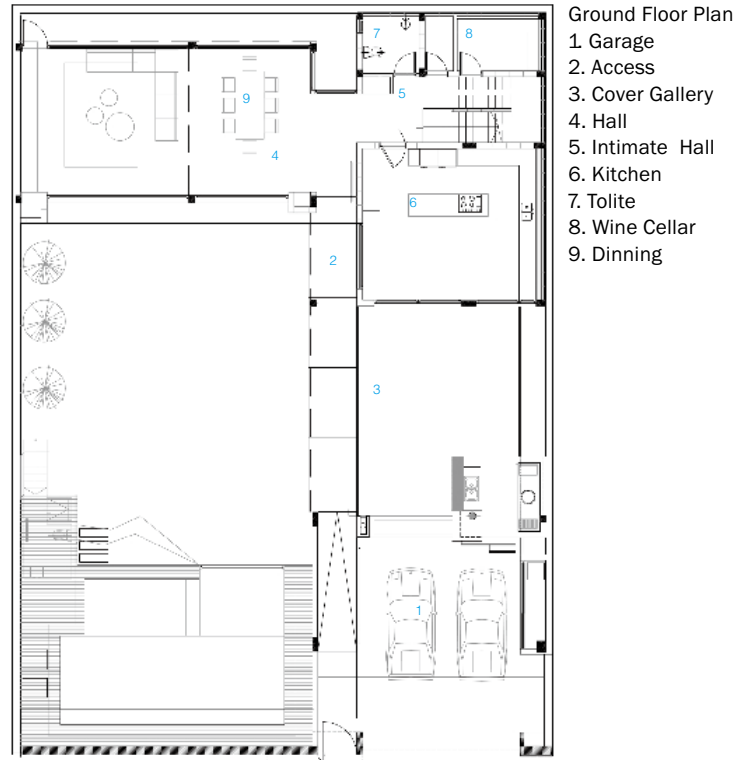 Ground Floor Plan
1 Garage
2. Access
3. Cover Gallery
4. Hall
5. Intimate Hall
6. Kitchen
7. Tolite
8. Wine Cellar
9. Dinning
7
8
9
5
4
6
2
3
1